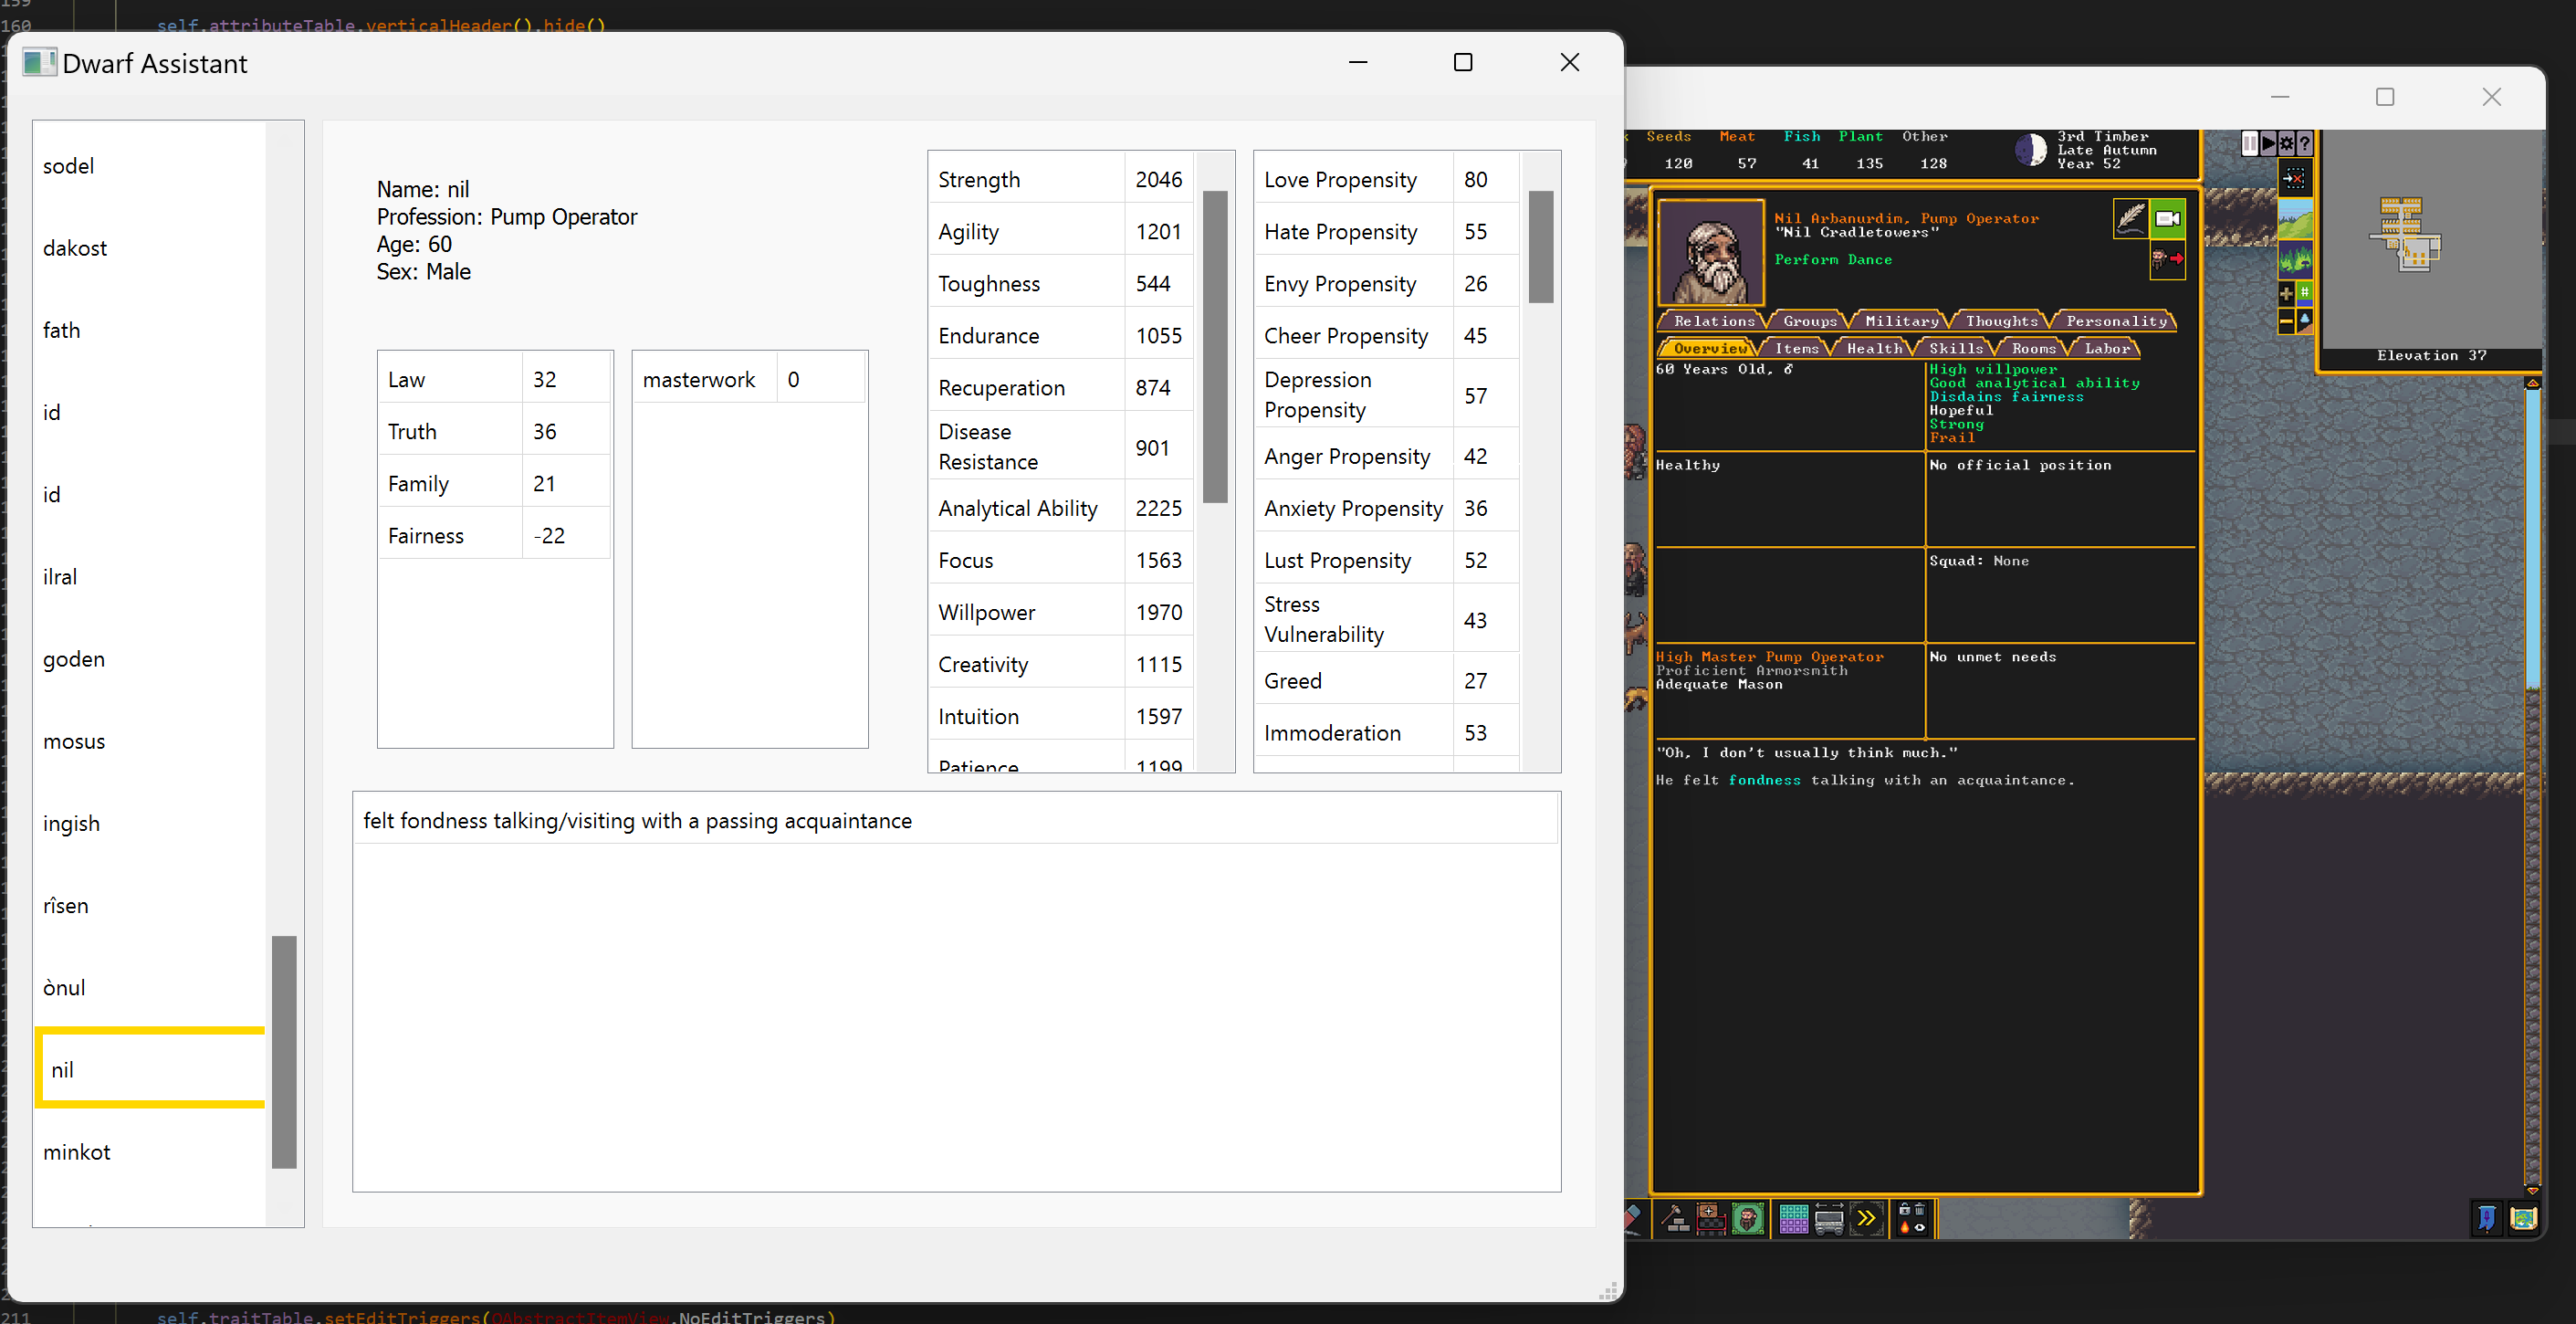 160 self.attributeTable.verticalHeader().hide()
Dwarf Assistant
sodel
dakost
fath
id
id
ilral
goden
mosus
ingish
rîsen
ònul
nil
minkot
Name: nil
Profession: Pump Operator
Age: 60
Sex: Male
Law 32
Truth 36
Family 21
Fairness -22
masterwork 0
Strength 2046
Agility 1201
Toughness 544
Endurance 1055
Recuperation 874
Disease
Resistance 901
Analytical Ability 2225
Focus 1563
Willpower 1970
Creativity 1115
Intuition 1597
Patience 1199
Love Propensity 80
Hate Propensity 55
Envy Propensity 26
Cheer Propensity 45
Depression
Propensity 57
Anger Propensity 42
Anxiety Propensity 36
Lust Propensity 52
Stress
Vulnerability 43
Greed 27
Immoderation 53
felt fondness talking/visiting with a passing acquaintance
211 self.traitTable.setEditTriggers(QAbstractItemView.NoEditTriggers)
Seeds Meat Fish Plant Other
120 57 41 135 128
3rd Timber
Late Autumn
Year 52
Nil Arbanurdim, Pump Operator
"Nil Cradletowers"
Perform Dance
Relations Groups Military Thoughts Personality
Overview Items Health Skills Rooms Labor
60 Years Old, ♂
High willpower
Good analytical ability
Disdains fairness
Hopeful
Strong
Frail
Healthy
No official position
Squad: None
High Master Pump Operator
Proficient Armorsmith
Adequate Mason
No unmet needs
"Oh, I don't usually think much."
He felt fondness talking with an acquaintance.
Elevation 37